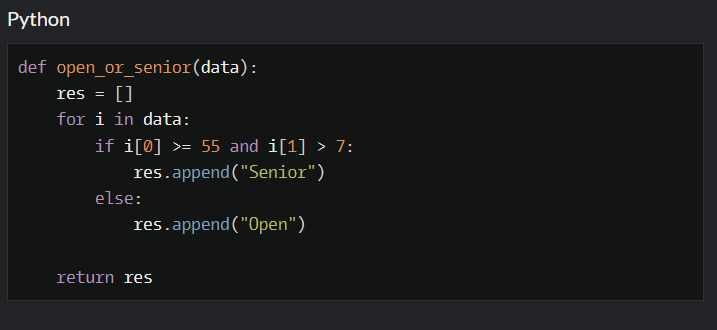 Python
def open_or_senior(data):
    res = []
    for i in data:
        if i[0] >= 55 and i[1] > 7:
            res.append("Senior")
        else:
            res.append("Open")
    return res